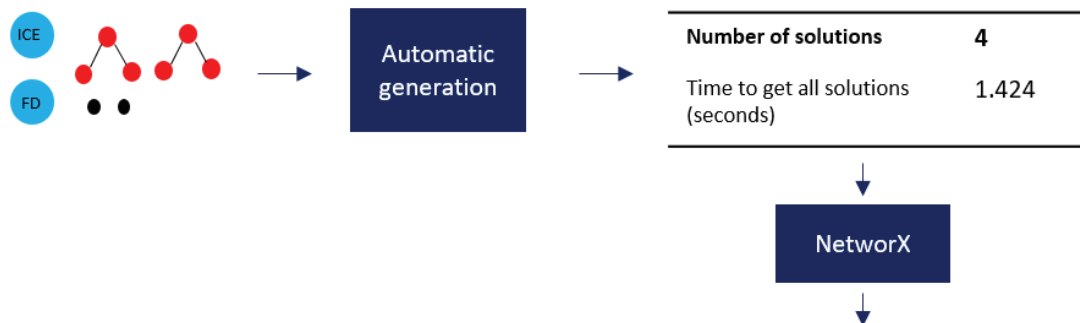 ICE
FD
Automatic
generation
Number of solutions 4
Time to get all solutions 1.424
(seconds)
NetworX